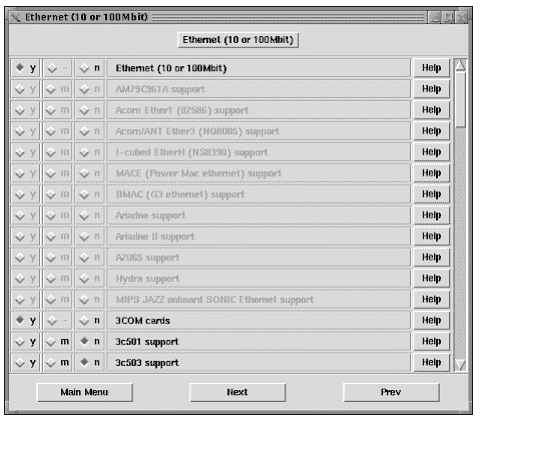 Ethernet (10 or 100Mbit)
Ethernet (10 or 100Mbit)
y - n Ethernet (10 or 100Mbit) Help
y m n AM79C961A support Help
y m n Acorn Ether1 (82586) support Help
y m n Acorn/ANT Ether3 (NQ8005) support Help
y m n I-cubed EtherH (NS8390) support Help
y m n MACE (Power Mac ethernet) support Help
y m n BMAC (G3 ethernet) support Help
y m n Ariadne support Help
y m n Ariadne II support Help
y m n A2065 support Help
y m n Hydra support Help
y m n MIPS JAZZ onboard SONIC Ethernet support Help
y - n 3COM cards Help
y m n 3c501 support Help
y m n 3c503 support Help
Main Menu Next Prev